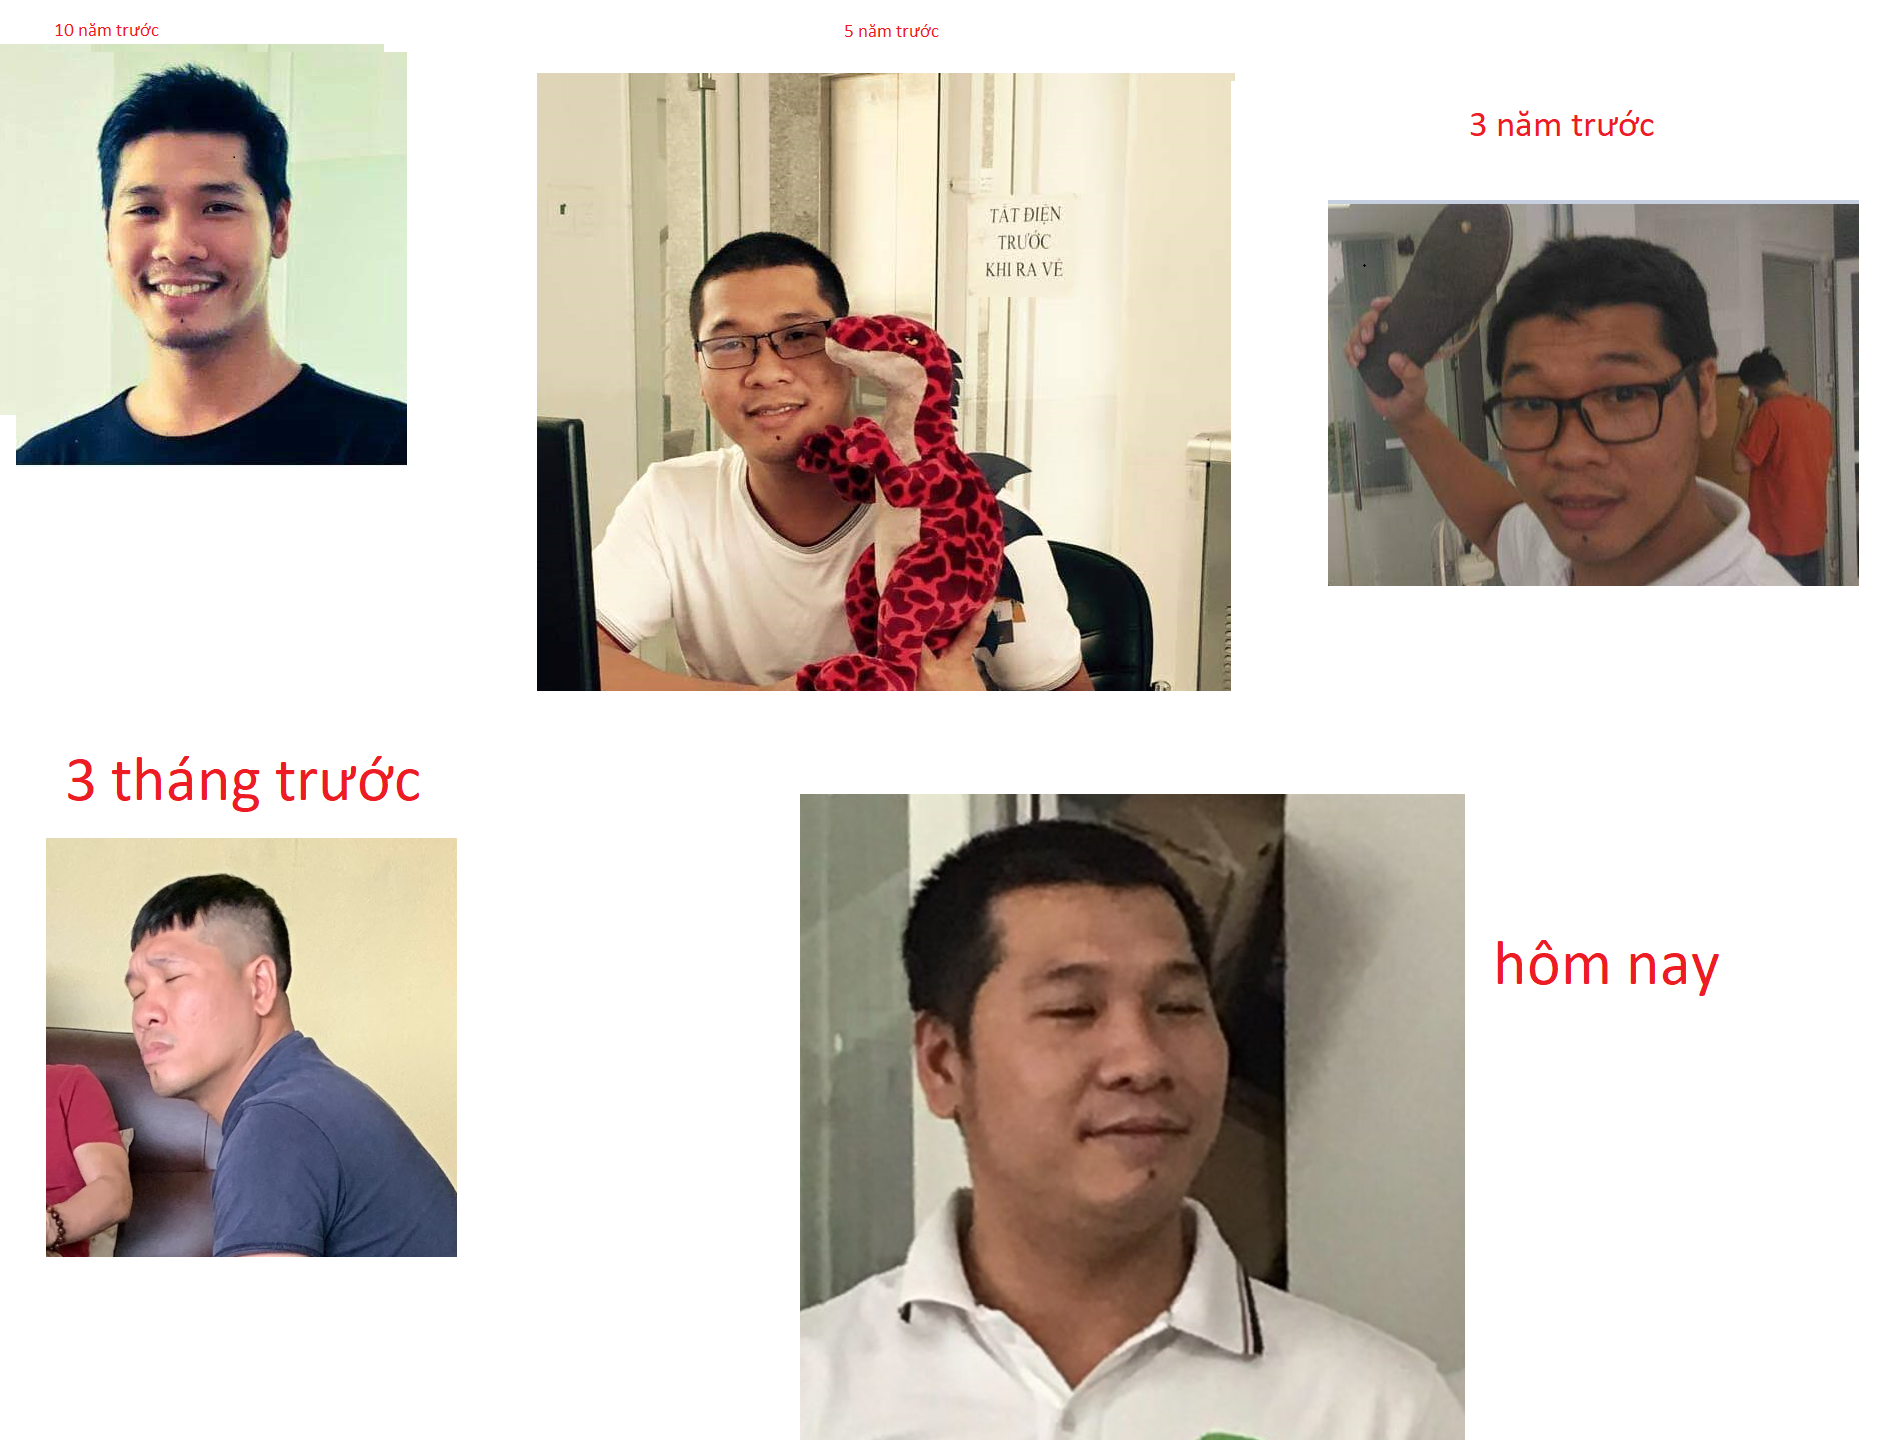 10 năm trước
5 năm trước
3 năm trước
TẮT ĐIỆN
TRƯỚC
KHI RA VỀ
3 tháng trước
hôm nay